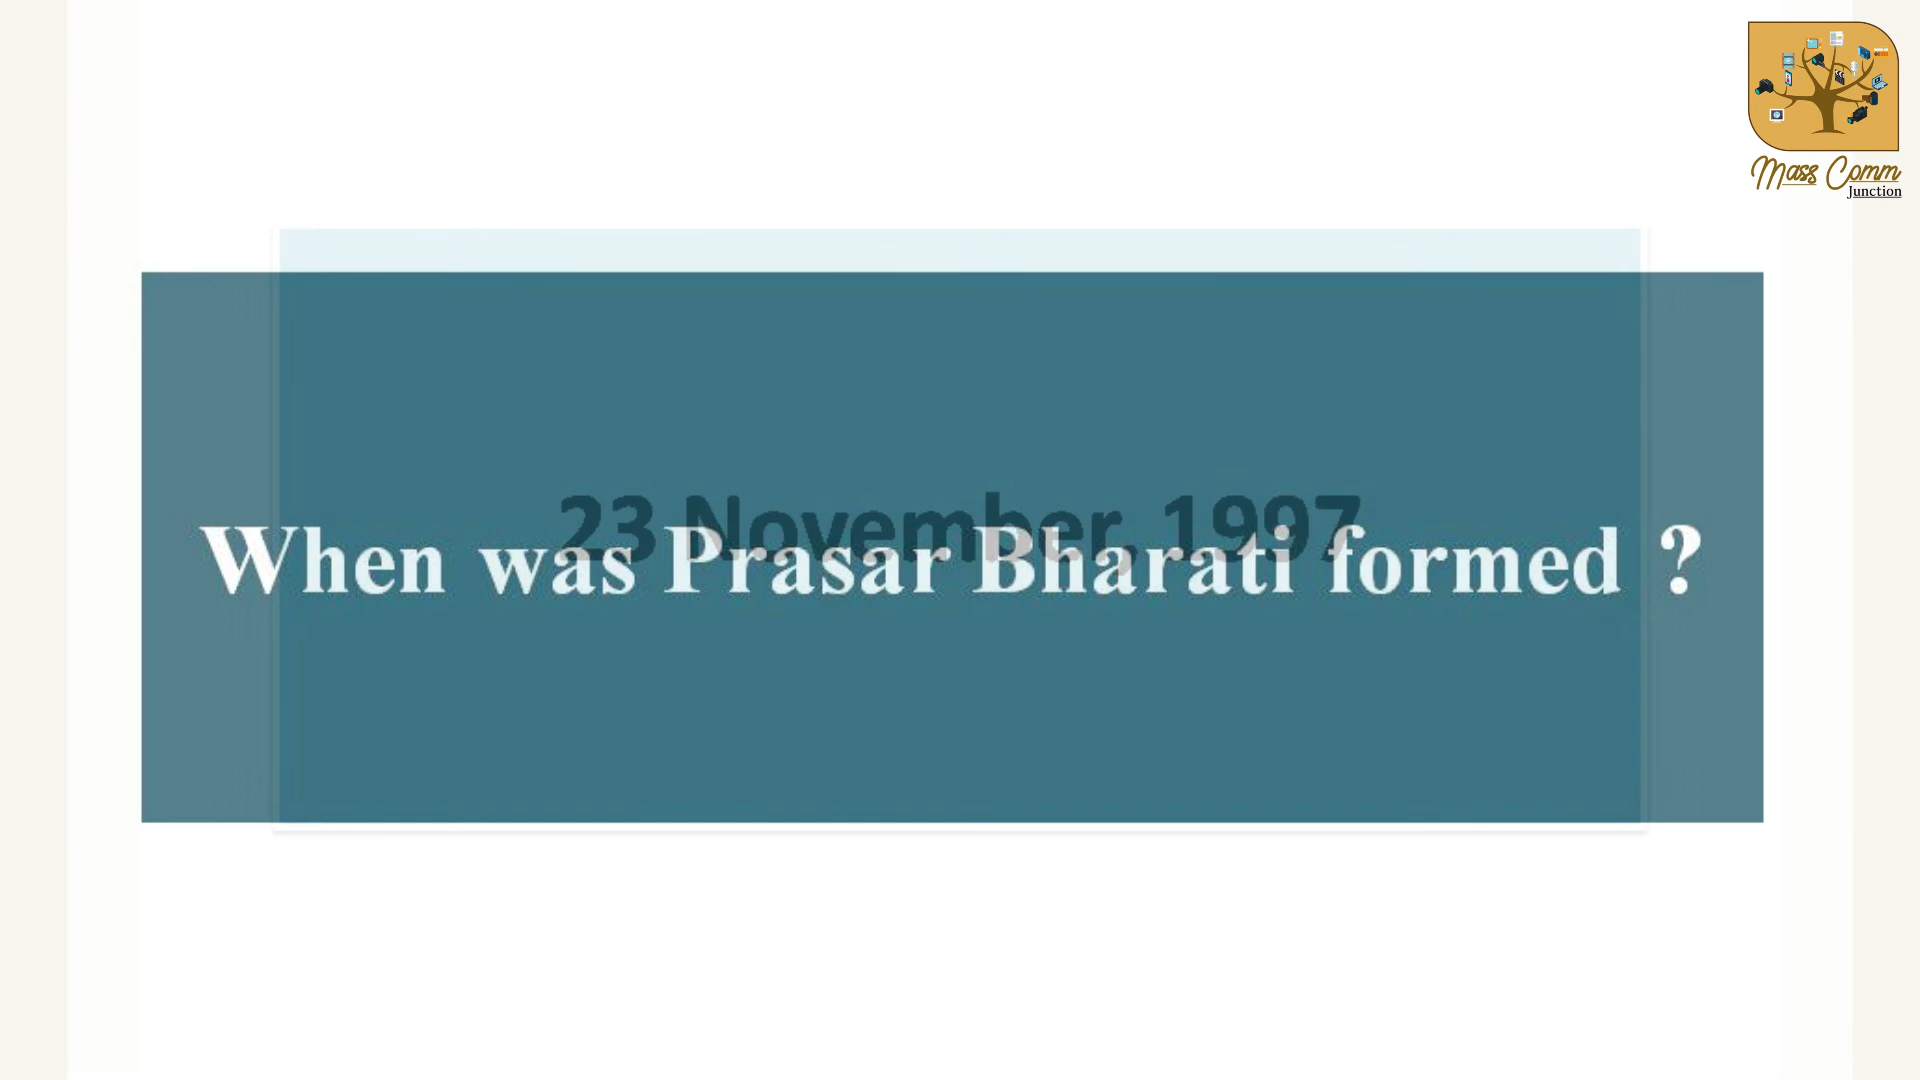 Mass Comm
Junction
23 November, 1997
When was Prasar Bharati formed ?